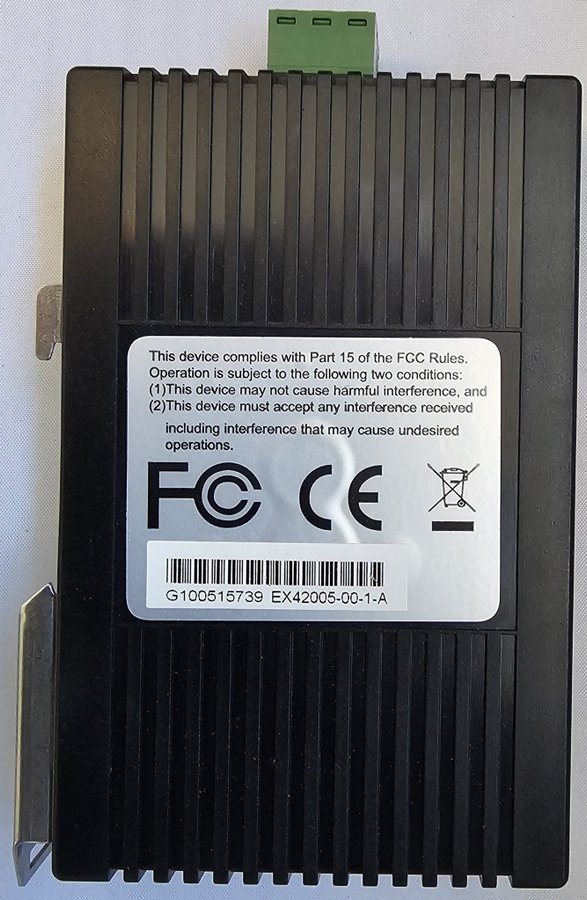 This device complies with Part 15 of the FGC Rules.
Operation is subject to the following two conditions:
(1)This device may not cause harmful interference, and
(2)This device must accept any interference received
including interference that may cause undesired
operations.
FC CE
G100515739 EX42005-00-1-A